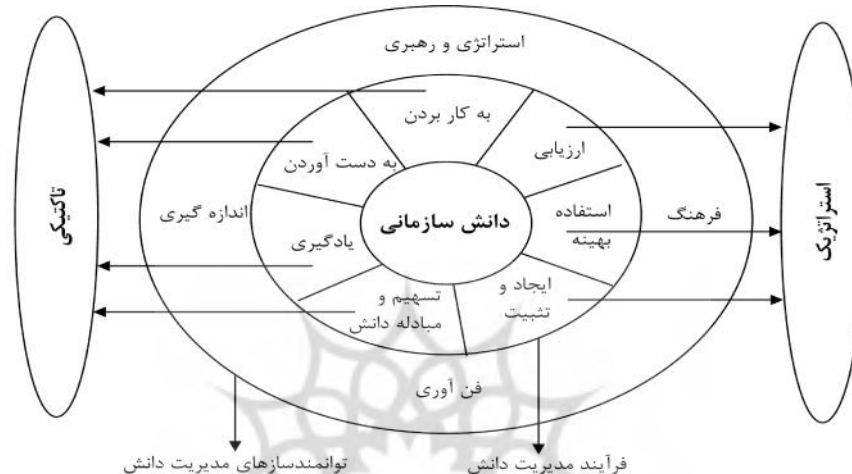 استراتژی و رهبری
به کار بردن
ارزیابی
به دست آوردن
استراتژیک
فرهنگ
استفاده
بهینه
دانش سازمانی
اندازه گیری
تاکتیکی
یادگیری
ایجاد و
تثبیت
تسهیم و
مبادله دانش
فن آوری
فرآیند مدیریت دانش
توانمندسازهای مدیریت دانش